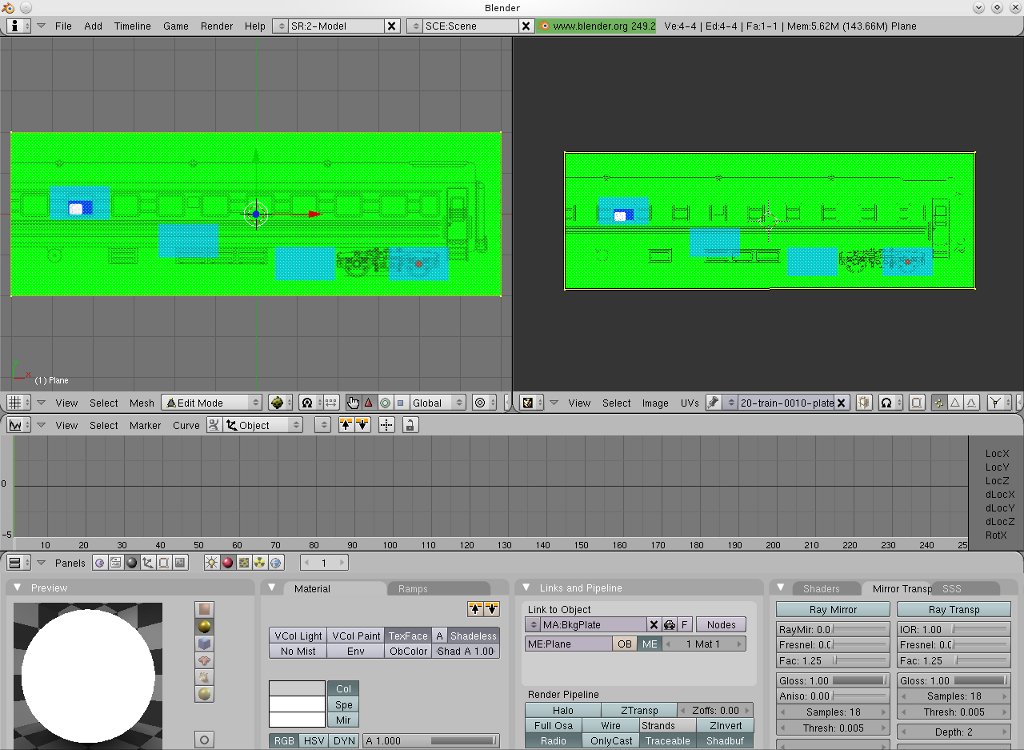 Blender
File Add Timeline Game Render Help SR:2-Model SCE:Scene www.blender.org 249.2 Ve:4-4 | Ed:4-4 | Fa:1-1 | Mem:5.62M (143.66M) Plane
(1) Plane
View Select Mesh Edit Mode Global
View Select Image UVs 20-train-0010-plate
View Select Marker Curve Object
0
-5
LocX
LocY
LocZ
dLocX
dLocY
dLocZ
RotX
10 20 30 40 50 60 70 80 90 100 110 120 130 140 150 160 170 180 190 200 210 220 230 240 25
Panels 1
Preview
Material Ramps
VCol Light VCol Paint TexFace A Shadeless
No Mist Env ObColor Shad A 1.00
Col
Spe
Mir
RGB HSV DYN A 1.000
Links and Pipeline
Link to Object
MA:BkgPlate F Nodes
ME:Plane OB ME 1 Mat 1
Render Pipeline
Halo ZTransp Zoffs: 0.00
Full Osa Wire Strands ZInvert
Radio OnlyCast Traceable Shadbuf
Shaders Mirror Transp SSS
Ray Mirror Ray Transp
RayMir: 0.0 IOR: 1.00
Fresnel: 0.0 Fresnel: 0.0
Fac: 1.25 Fac: 1.25
Gloss: 1.00 Gloss: 1.00
Aniso: 0.00 Samples: 18
Samples: 18 Thresh: 0.005
Thresh: 0.005 Depth: 2